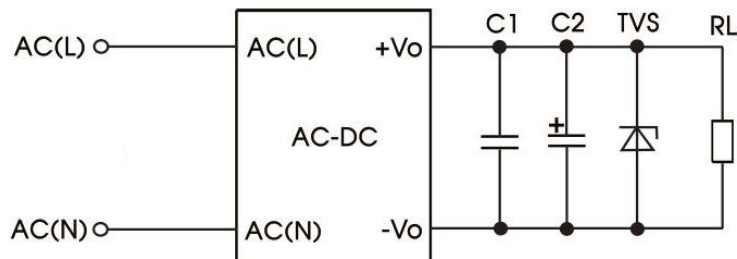 C1 C2 TVS RL
AC(L) AC(L) +Vo
AC-DC
+
AC(N) AC(N) -Vo